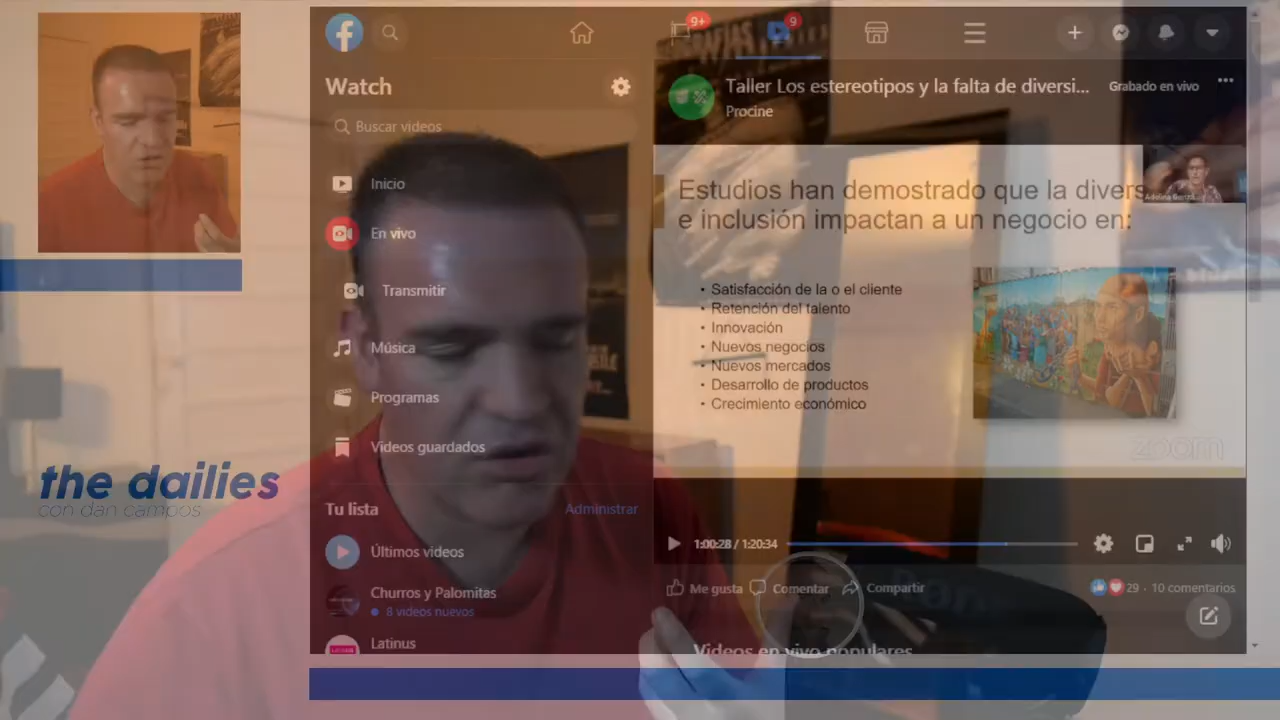 9+
9
Watch
Taller Los estereotipos y la falta de diversi...
Grabado en vivo
Procine
Buscar videos
Inicio
En vivo
Transmitir
Música
Programas
Videos guardados
Tu lista
Administrar
Últimos videos
Churros y Palomitas
8 videos nuevos
Latinus
Estudios han demostrado que la divers
e inclusión impactan a un negocio en:
• Satisfacción de la o el cliente
• Retención del talento
• Innovación
• Nuevos negocios
• Nuevos mercados
• Desarrollo de productos
• Crecimiento económico
zoom
1:00:28 / 1:20:34
Me gusta
Comentar
Compartir
29 · 10 comentarios
Videos en vivo populares
the dailies
con dan campos